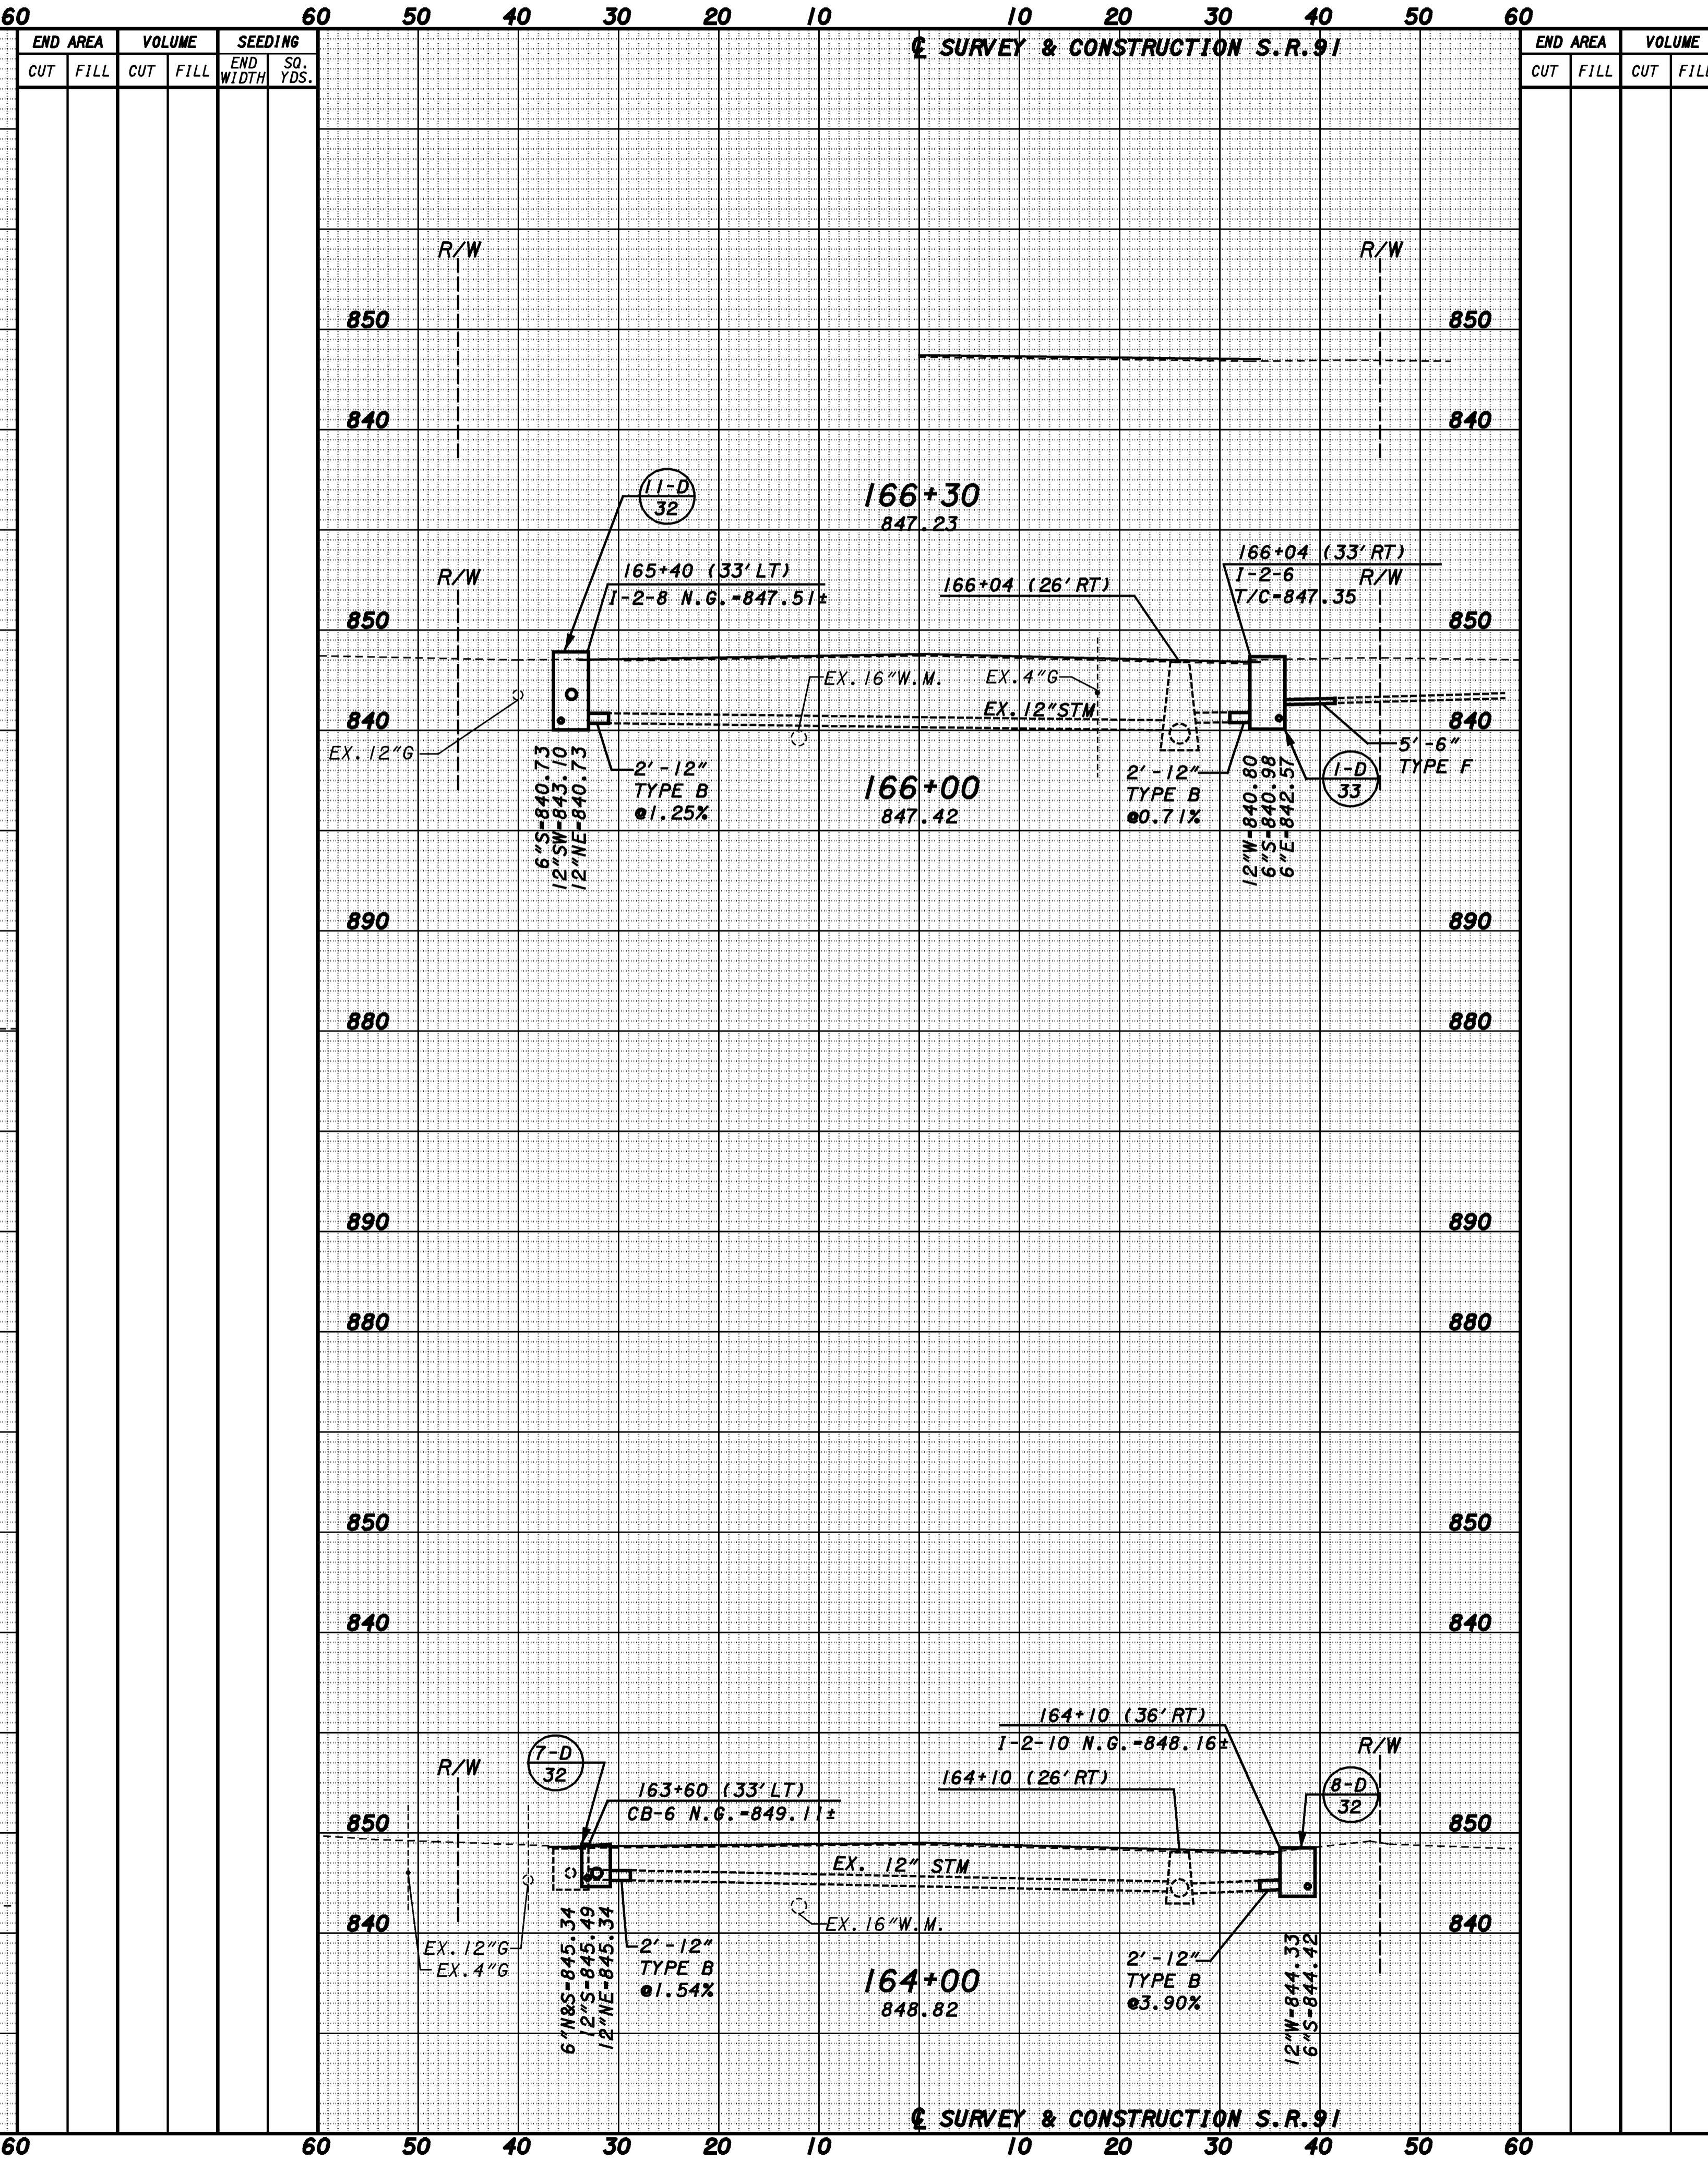 60 60 50 40 30 20 10 10 20 30 40 50 60
END AREA VOLUME SEEDING
CUT FILL CUT FILL END WIDTH SQ. YDS.
℄ SURVEY & CONSTRUCTION S.R.91
END AREA VOLUME
CUT FILL CUT
R/W R/W
850 850
840 840
11-D
32
166+30
847.23
165+40 (33' LT)
I-2-8 N.G.=847.51±
166+04 (26' RT)
166+04 (33' RT)
I-2-6
T/C=847.35
R/W R/W
850 850
EX.16"W.M.
EX.4"G
EX.12"STM
840 840
EX.12"G
6"S=840.73
12"SW=843.10
12"NE=840.73
2'-12"
TYPE B
@1.25%
166+00
847.42
2'-12"
TYPE B
@0.71%
12"W=840.80
6"S=840.98
6"E=842.57
1-D
33
5'-6"
TYPE F
890 890
880 880
890 890
880 880
850 850
840 840
164+10 (36' RT)
I-2-10 N.G.=848.16±
7-D
32
R/W R/W
163+60 (33' LT)
CB-6 N.G.=849.11±
164+10 (26' RT)
8-D
32
850 850
EX. 12" STM
EX.16"W.M.
840 840
EX.12"G
EX.4"G
6"N&S=845.34
12"S=845.49
12"NE=845.34
2'-12"
TYPE B
@1.54%
164+00
848.82
2'-12"
TYPE B
@3.90%
12"W=844.33
6"S=844.42
℄ SURVEY & CONSTRUCTION S.R.91
60 60 50 40 30 20 10 10 20 30 40 50 60